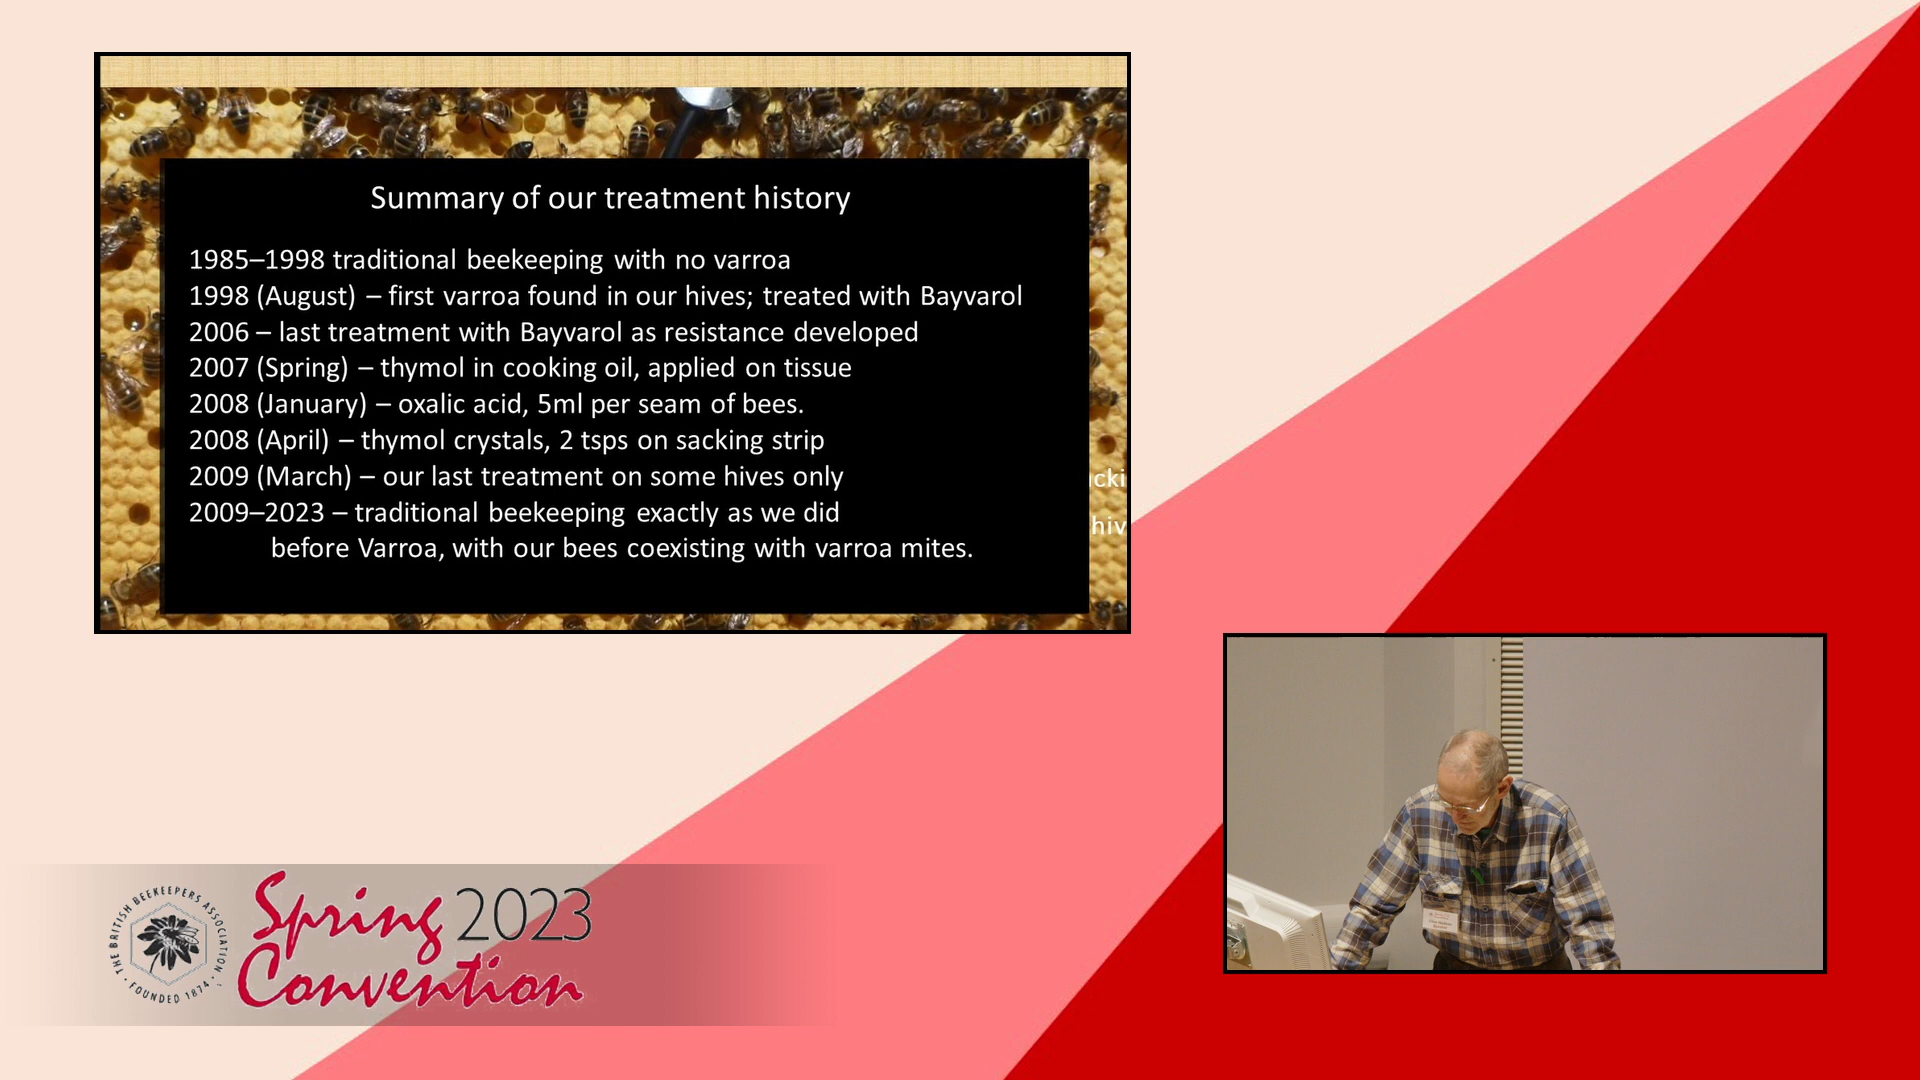 Summary of our treatment history
1985–1998 traditional beekeeping with no varroa
1998 (August) – first varroa found in our hives; treated with Bayvarol
2006 – last treatment with Bayvarol as resistance developed
2007 (Spring) – thymol in cooking oil, applied on tissue
2008 (January) – oxalic acid, 5ml per seam of bees.
2008 (April) – thymol crystals, 2 tsps on sacking strip
2009 (March) – our last treatment on some hives only
2009–2023 – traditional beekeeping exactly as we did
before Varroa, with our bees coexisting with varroa mites.
THE BRITISH BEEKEEPERS ASSOCIATION
FOUNDED 1874
Spring 2023
Convention